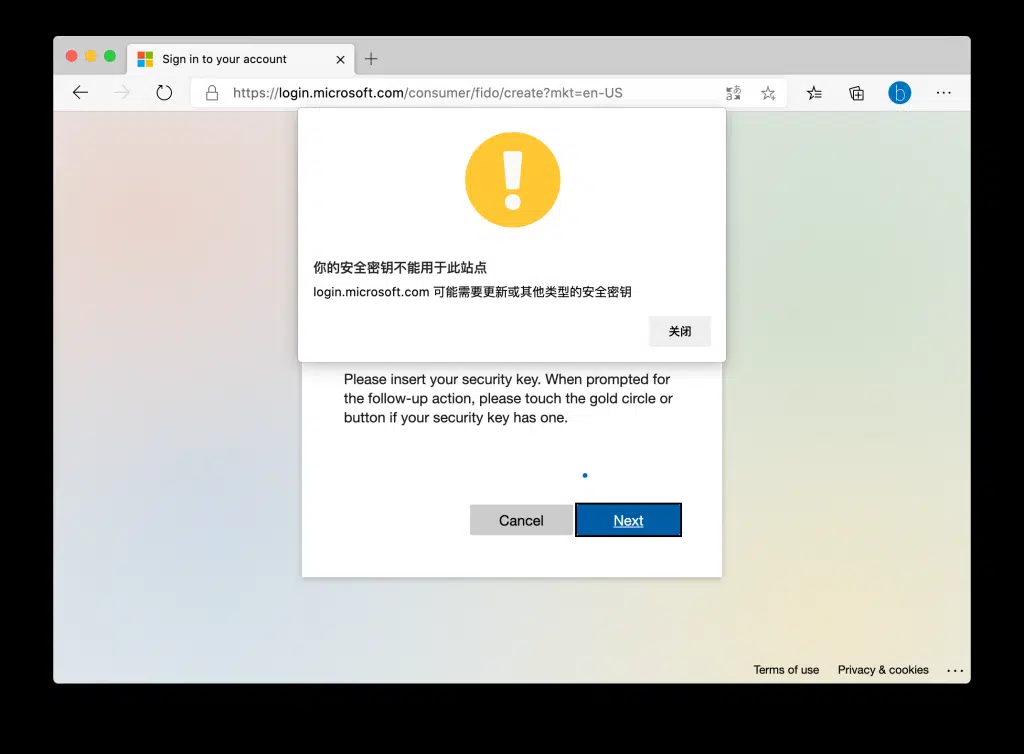 Sign in to your account
https://login.microsoft.com/consumer/fido/create?mkt=en-US
b
你的安全密钥不能用于此站点
login.microsoft.com 可能需要更新或其他类型的安全密钥
关闭
Please insert your security key. When prompted for
the follow-up action, please touch the gold circle or
button if your security key has one.
Cancel Next
Terms of use Privacy & cookies ...